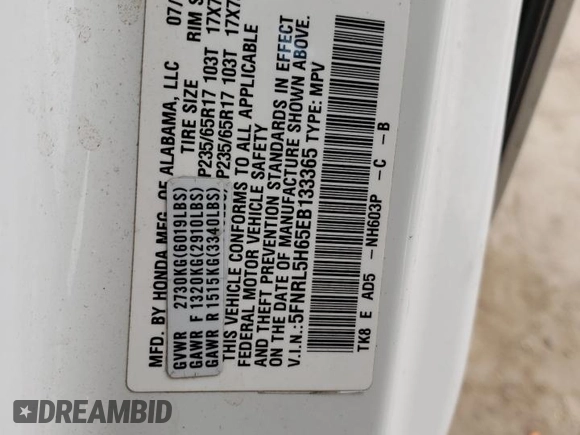 MFD. BY HONDA MFG. OF ALABAMA, LLC 07/
GVWR 2730KG(6019LBS) TIRE SIZE RIM S
GAWR F 1320KG(2910LBS) P235/65R17 103T 17X7
GAWR R 1515KG(3340LBS) P235/65R17 103T 17X7
THIS VEHICLE CONFORMS TO ALL APPLICABLE
FEDERAL MOTOR VEHICLE SAFETY
AND THEFT PREVENTION STANDARDS IN EFFECT
ON THE DATE OF MANUFACTURE SHOWN ABOVE.
V.I.N.:5FNRL5H65EB133365 TYPE: MPV
TK8 E AD5 -NH603P -C -B
DREAMBID